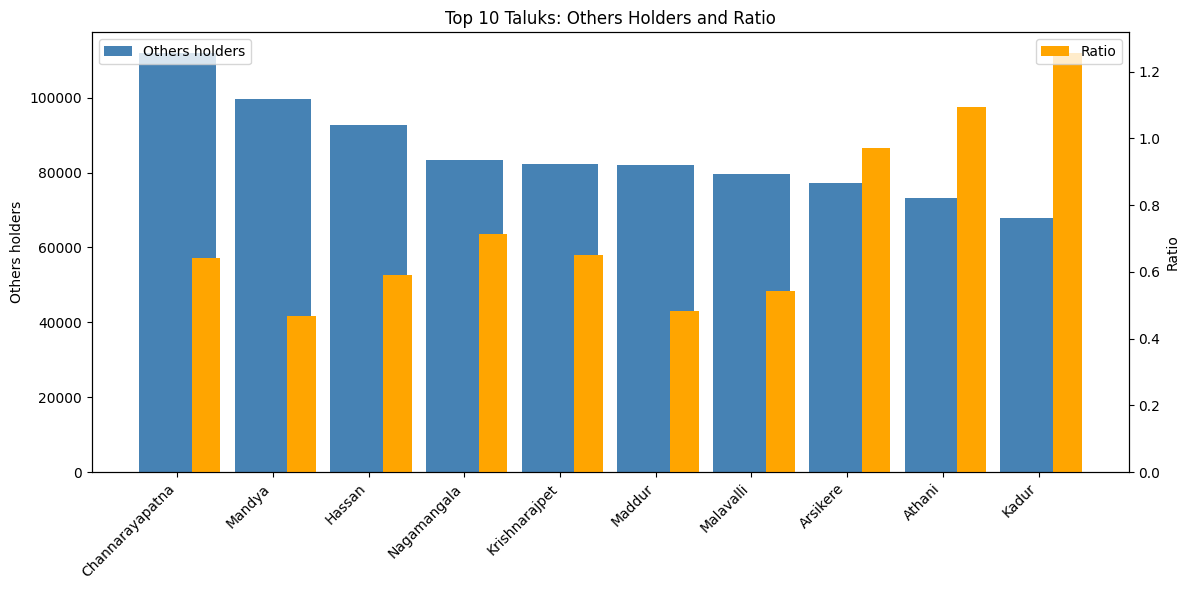 Top 10 Taluks: Others Holders and Ratio
Others holders
Ratio
100000
80000
60000
40000
20000
0
Others holders
1.2
1.0
0.8
0.6
0.4
0.2
0.0
Ratio
Channarayapatna
Mandya
Hassan
Nagamangala
Krishnarajpet
Maddur
Malavalli
Arsikere
Athani
Kadur